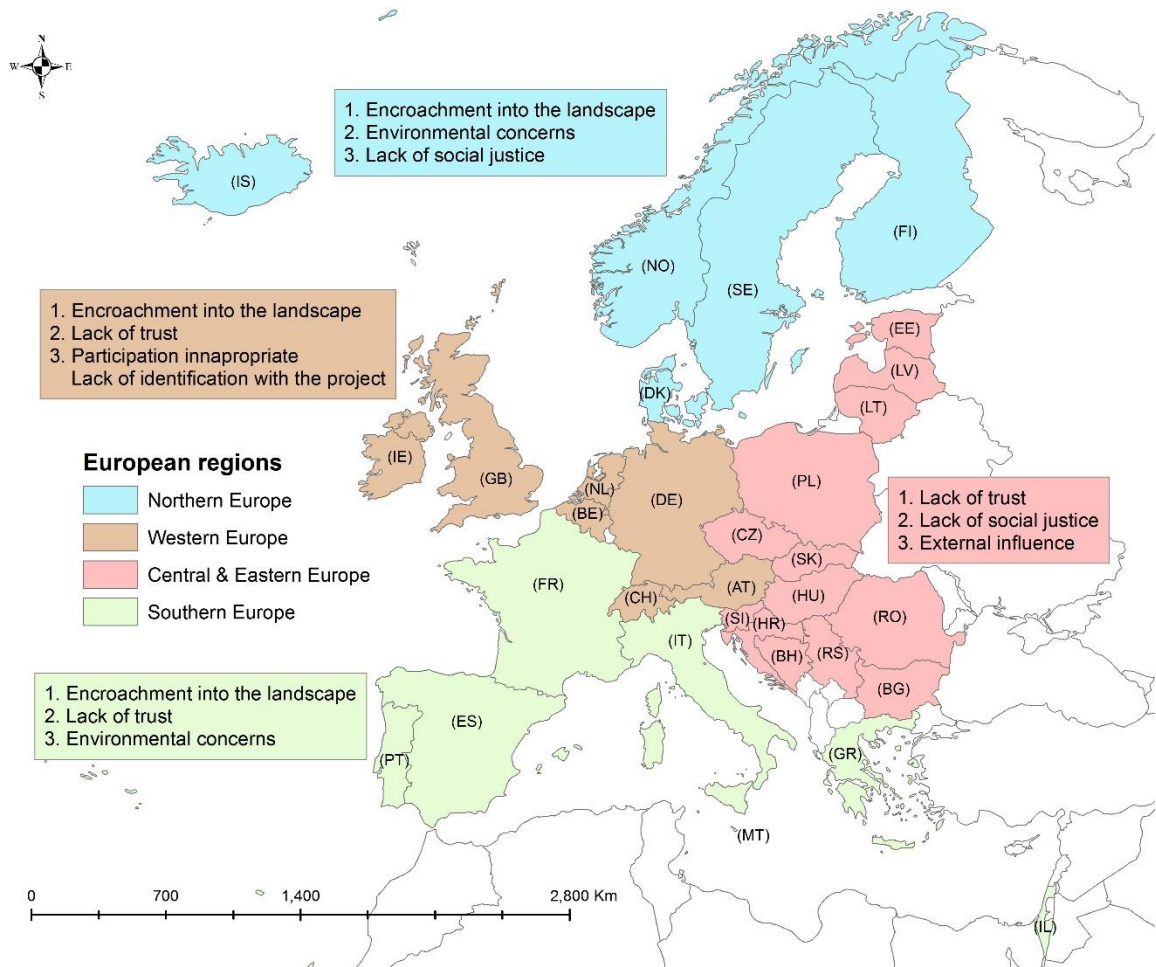 N
W E
S
1. Encroachment into the landscape
2. Environmental concerns
3. Lack of social justice
(IS)
(FI)
(NO)
(SE)
1. Encroachment into the landscape
2. Lack of trust
3. Participation innapropriate
Lack of identification with the project
(EE)
(LV)
(DK)
(LT)
European regions
Northern Europe
Western Europe
Central & Eastern Europe
Southern Europe
(IE)
(GB)
(NL)
(BE)
(DE)
(PL)
1. Lack of trust
2. Lack of social justice
3. External influence
(CZ)
(SK)
(FR)
(CH)
(AT)
(HU)
(SI)
(HR)
(RO)
(IT)
(BH)
(RS)
(BG)
1. Encroachment into the landscape
2. Lack of trust
3. Environmental concerns
(ES)
(PT)
(GR)
(MT)
0 700 1,400 2,800 Km
(IL)